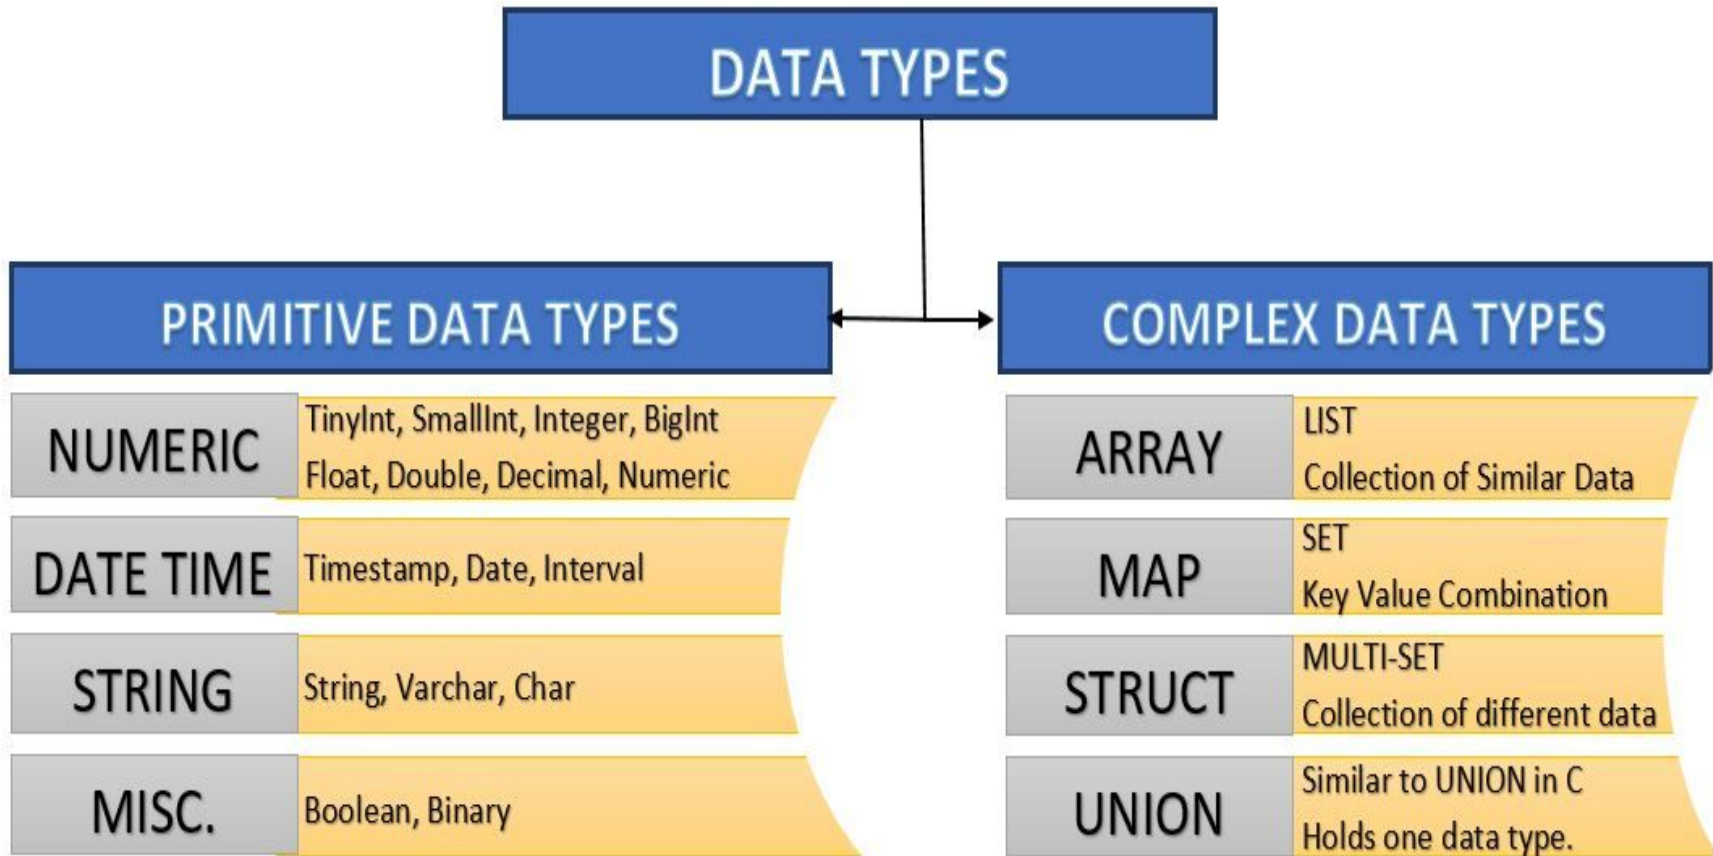 DATA TYPES
PRIMITIVE DATA TYPES
NUMERIC
TinyInt, SmallInt, Integer, BigInt
Float, Double, Decimal, Numeric
DATE TIME
Timestamp, Date, Interval
STRING
String, Varchar, Char
MISC.
Boolean, Binary
COMPLEX DATA TYPES
ARRAY
LIST
Collection of Similar Data
MAP
SET
Key Value Combination
STRUCT
MULTI-SET
Collection of different data
UNION
Similar to UNION in C
Holds one data type.